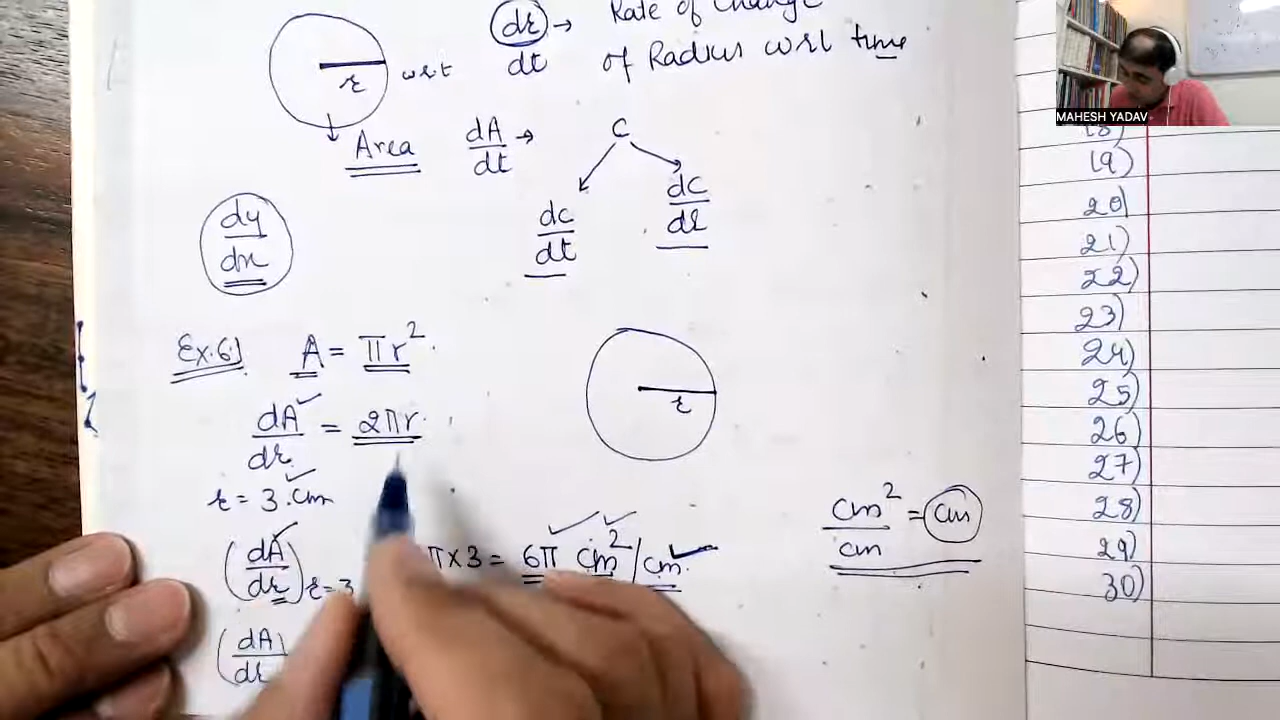 dr → Rate of Change
dt of Radius wrt time
r wrt
Area dA/dt →
C
dc/dt dc/dr
dy/dx
Ex.6) A = πr².
dA/dr = 2πr.
r
r = 3.cm
(dA/dr) r=3 π×3 = 6π cm²/cm.
cm²/cm = cm
(dA/dr
MAHESH YADAV
18)
19)
20)
21)
22)
23)
24)
25)
26)
27)
28)
29)
30)